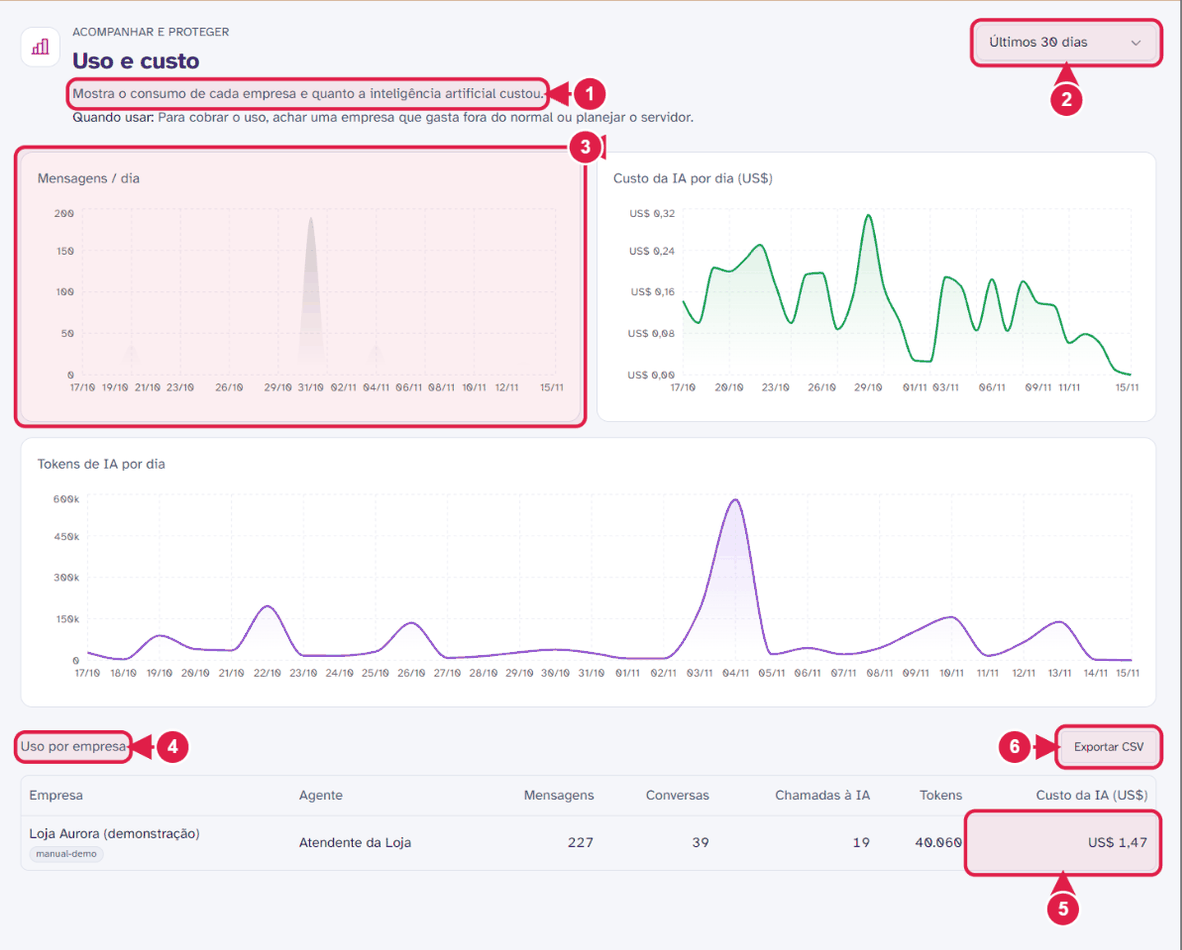 ACOMPANHAR E PROTEGER
Uso e custo
Mostra o consumo de cada empresa e quanto a inteligência artificial custou.
Quando usar: Para cobrar o uso, achar uma empresa que gasta fora do normal ou planejar o servidor.
Últimos 30 dias
1
2
3
Mensagens / dia
200
150
100
50
0
17/10 19/10 21/10 23/10 26/10 29/10 31/10 02/11 04/11 06/11 08/11 10/11 12/11 15/11
Custo da IA por dia (US$)
US$ 0,32
US$ 0,24
US$ 0,16
US$ 0,08
US$ 0,00
17/10 20/10 23/10 26/10 29/10 01/11 03/11 06/11 09/11 11/11 15/11
Tokens de IA por dia
600k
450k
300k
150k
0
17/10 18/10 19/10 20/10 21/10 22/10 23/10 24/10 25/10 26/10 27/10 28/10 29/10 30/10 31/10 01/11 02/11 03/11 04/11 05/11 06/11 07/11 08/11 09/11 10/11 11/11 12/11 13/11 14/11 15/11
Uso por empresa
4
6
Exportar CSV
Empresa Agente Mensagens Conversas Chamadas à IA Tokens Custo da IA (US$)
Loja Aurora (demonstração) Atendente da Loja 227 39 19 40.060 US$ 1,47
manual-demo
5